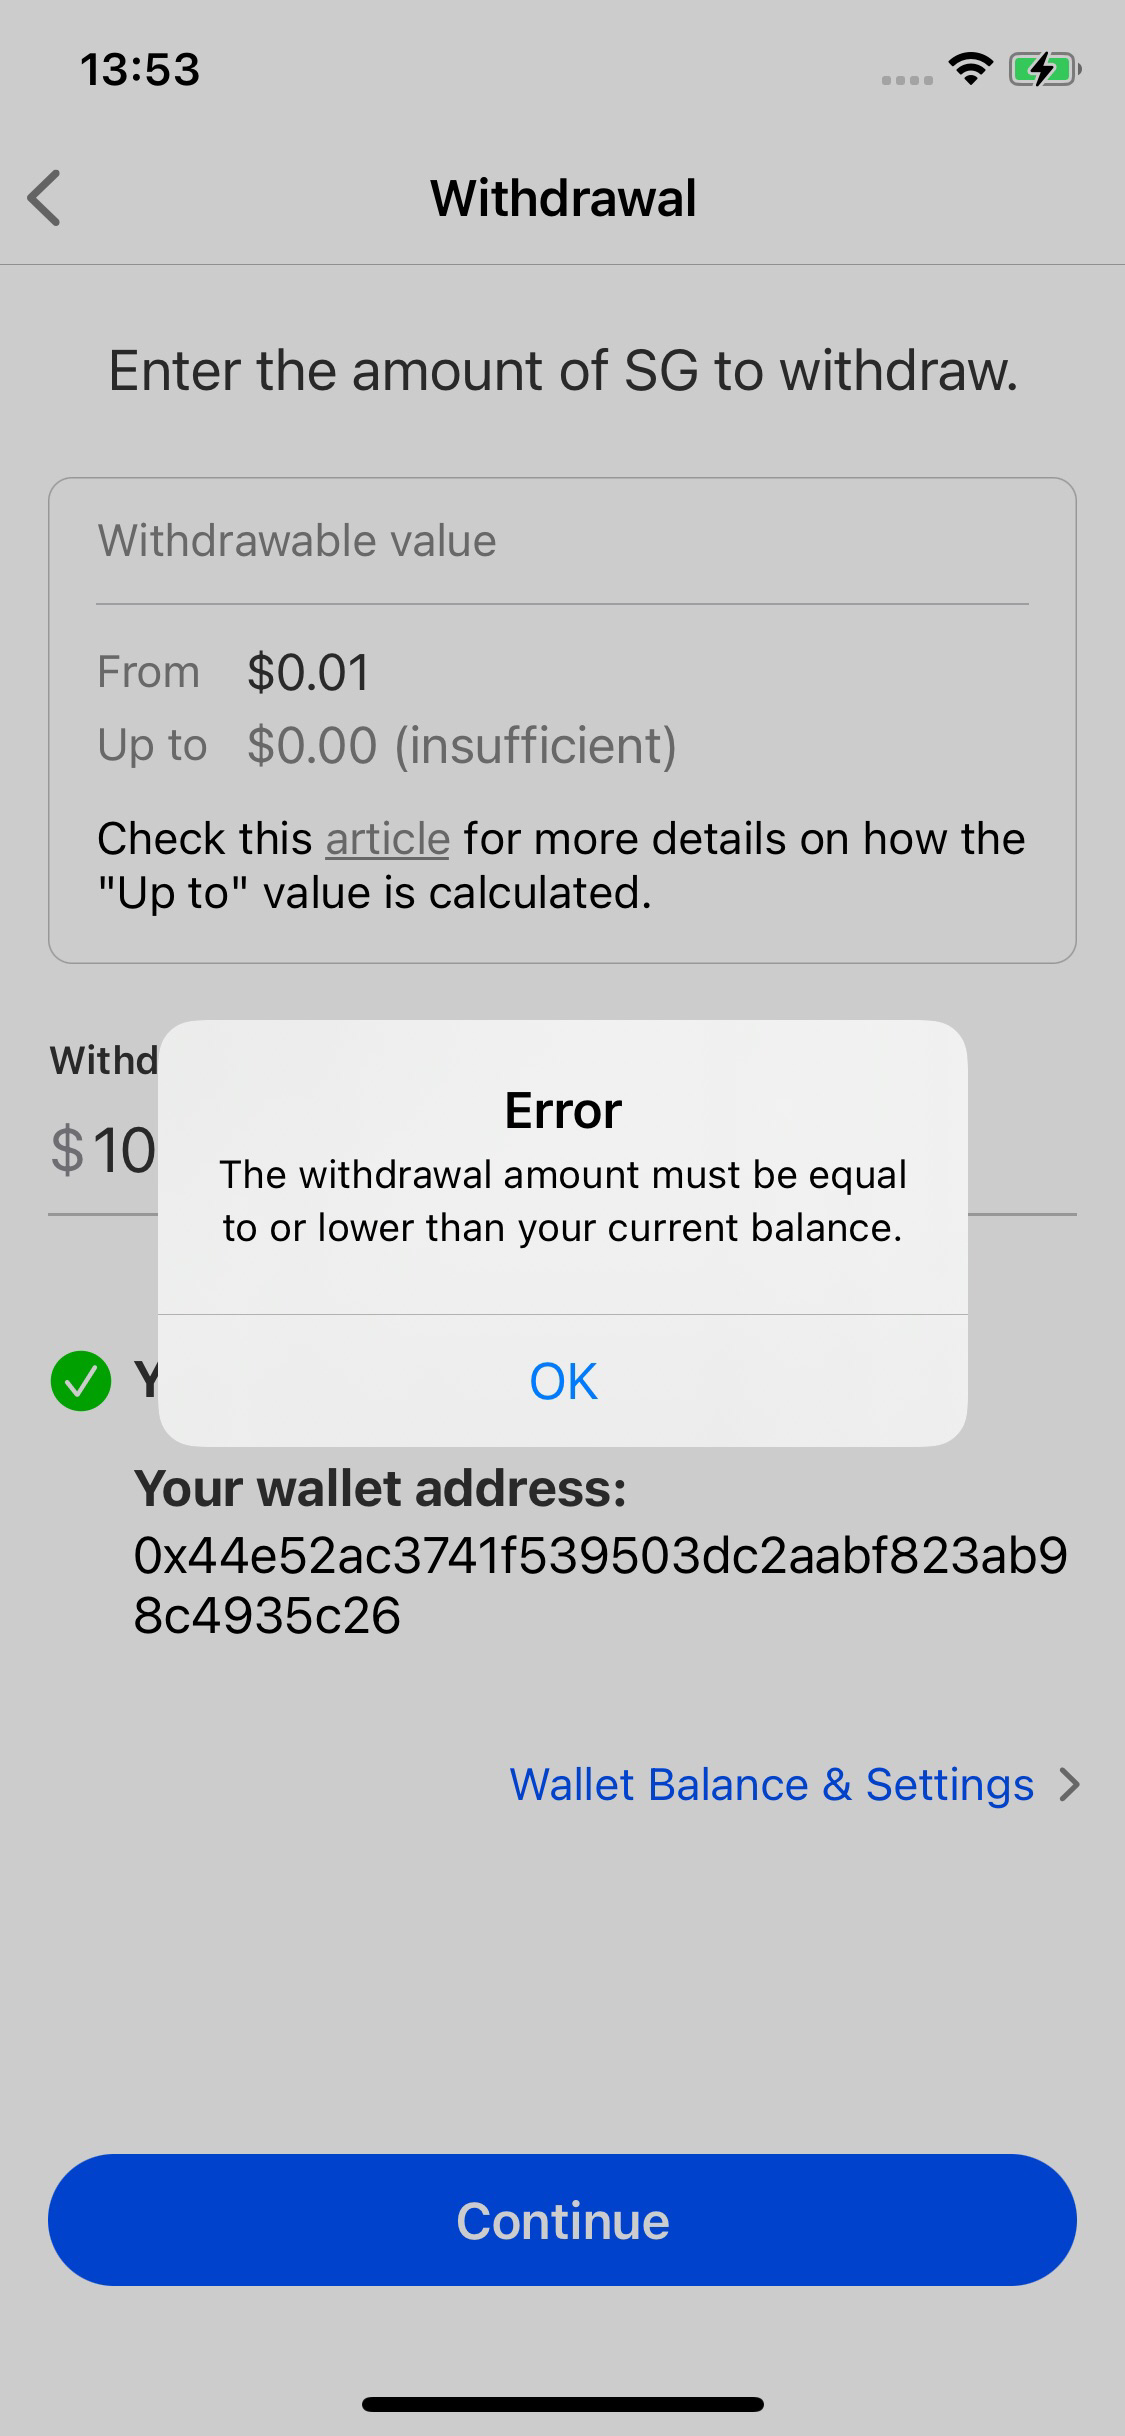 13:53
Withdrawal
Enter the amount of SG to withdraw.
Withdrawable value
From $0.01
Up to $0.00 (insufficient)
Check this article for more details on how the
"Up to" value is calculated.
Withd
$10
Error
The withdrawal amount must be equal
to or lower than your current balance.
OK
Y
Your wallet address:
0x44e52ac3741f539503dc2aabf823ab9
8c4935c26
Wallet Balance & Settings
Continue